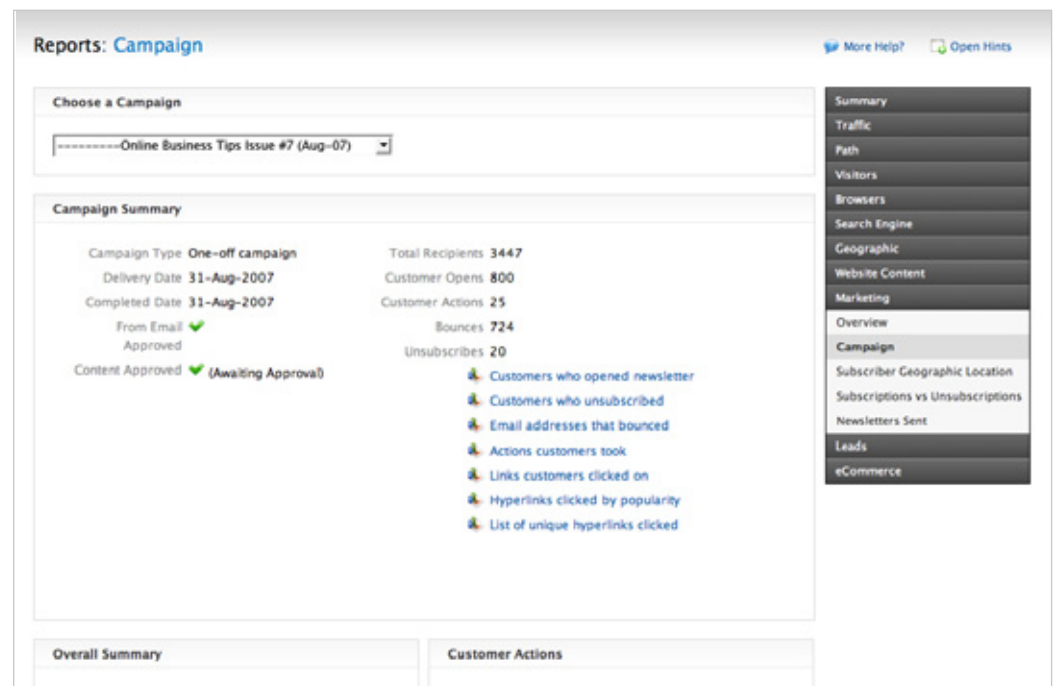 Reports: Campaign
More Help?
Open Hints
Choose a Campaign
---------Online Business Tips Issue #7 (Aug-07)
Campaign Summary
Campaign Type One-off campaign
Delivery Date 31-Aug-2007
Completed Date 31-Aug-2007
From Email
Approved
Content Approved (Awaiting Approval)
Total Recipients 3447
Customer Opens 800
Customer Actions 25
Bounces 724
Unsubscribes 20
Customers who opened newsletter
Customers who unsubscribed
Email addresses that bounced
Actions customers took
Links customers clicked on
Hyperlinks clicked by popularity
List of unique hyperlinks clicked
Summary
Traffic
Path
Visitors
Browsers
Search Engine
Geographic
Website Content
Marketing
Overview
Campaign
Subscriber Geographic Location
Subscriptions vs Unsubscriptions
Newsletters Sent
Leads
eCommerce
Overall Summary
Customer Actions